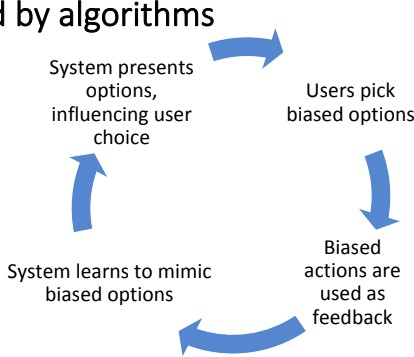 d by algorithms
System presents
options,
influencing user
choice
Users pick
biased options
Biased
actions are
used as
feedback
System learns to mimic
biased options